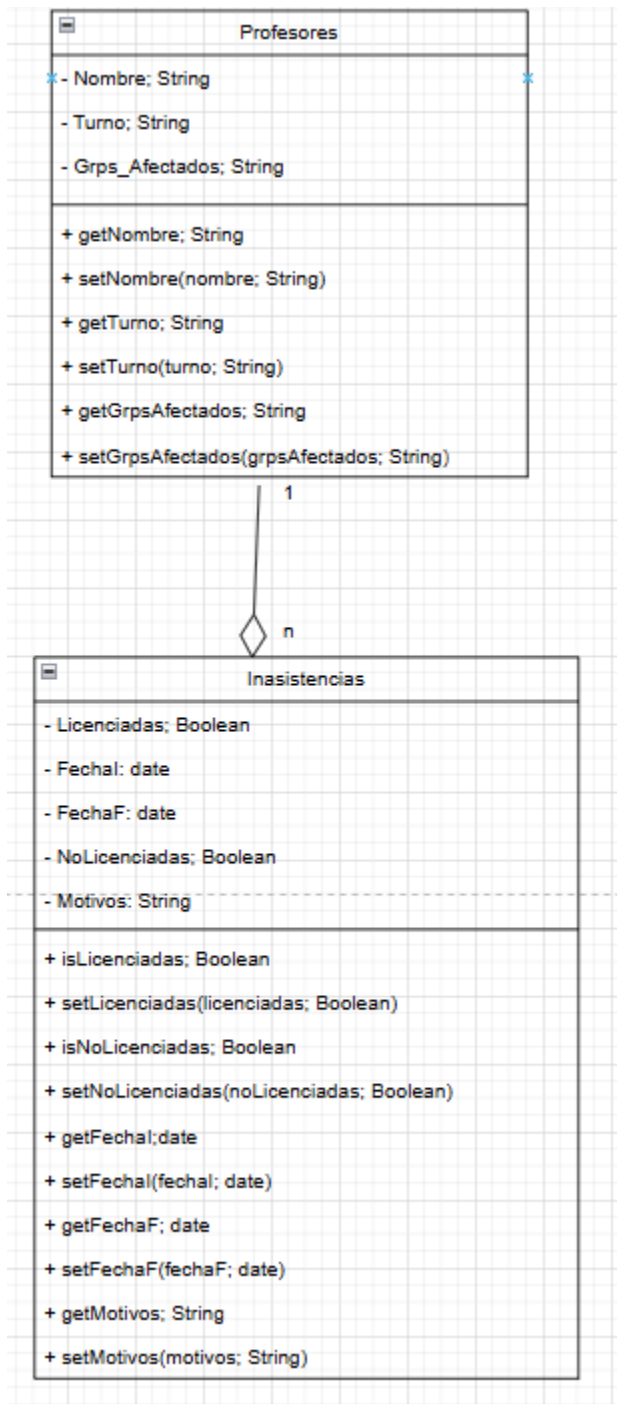 Profesores
- Nombre; String
- Turno; String
- Grps_Afectados; String
+ getNombre; String
+ setNombre(nombre; String)
+ getTurno; String
+ setTurno(turno; String)
+ getGrpsAfectados; String
+ setGrpsAfectados(grpsAfectados; String)
1
n
Inasistencias
- Licenciadas; Boolean
- FechaI: date
- FechaF: date
- NoLicenciadas; Boolean
- Motivos: String
+ isLicenciadas; Boolean
+ setLicenciadas(licenciadas; Boolean)
+ isNoLicenciadas; Boolean
+ setNoLicenciadas(noLicenciadas; Boolean)
+ getFechaI;date
+ setFechaI(fechaI; date)
+ getFechaF; date
+ setFechaF(fechaF; date)
+ getMotivos; String
+ setMotivos(motivos; String)